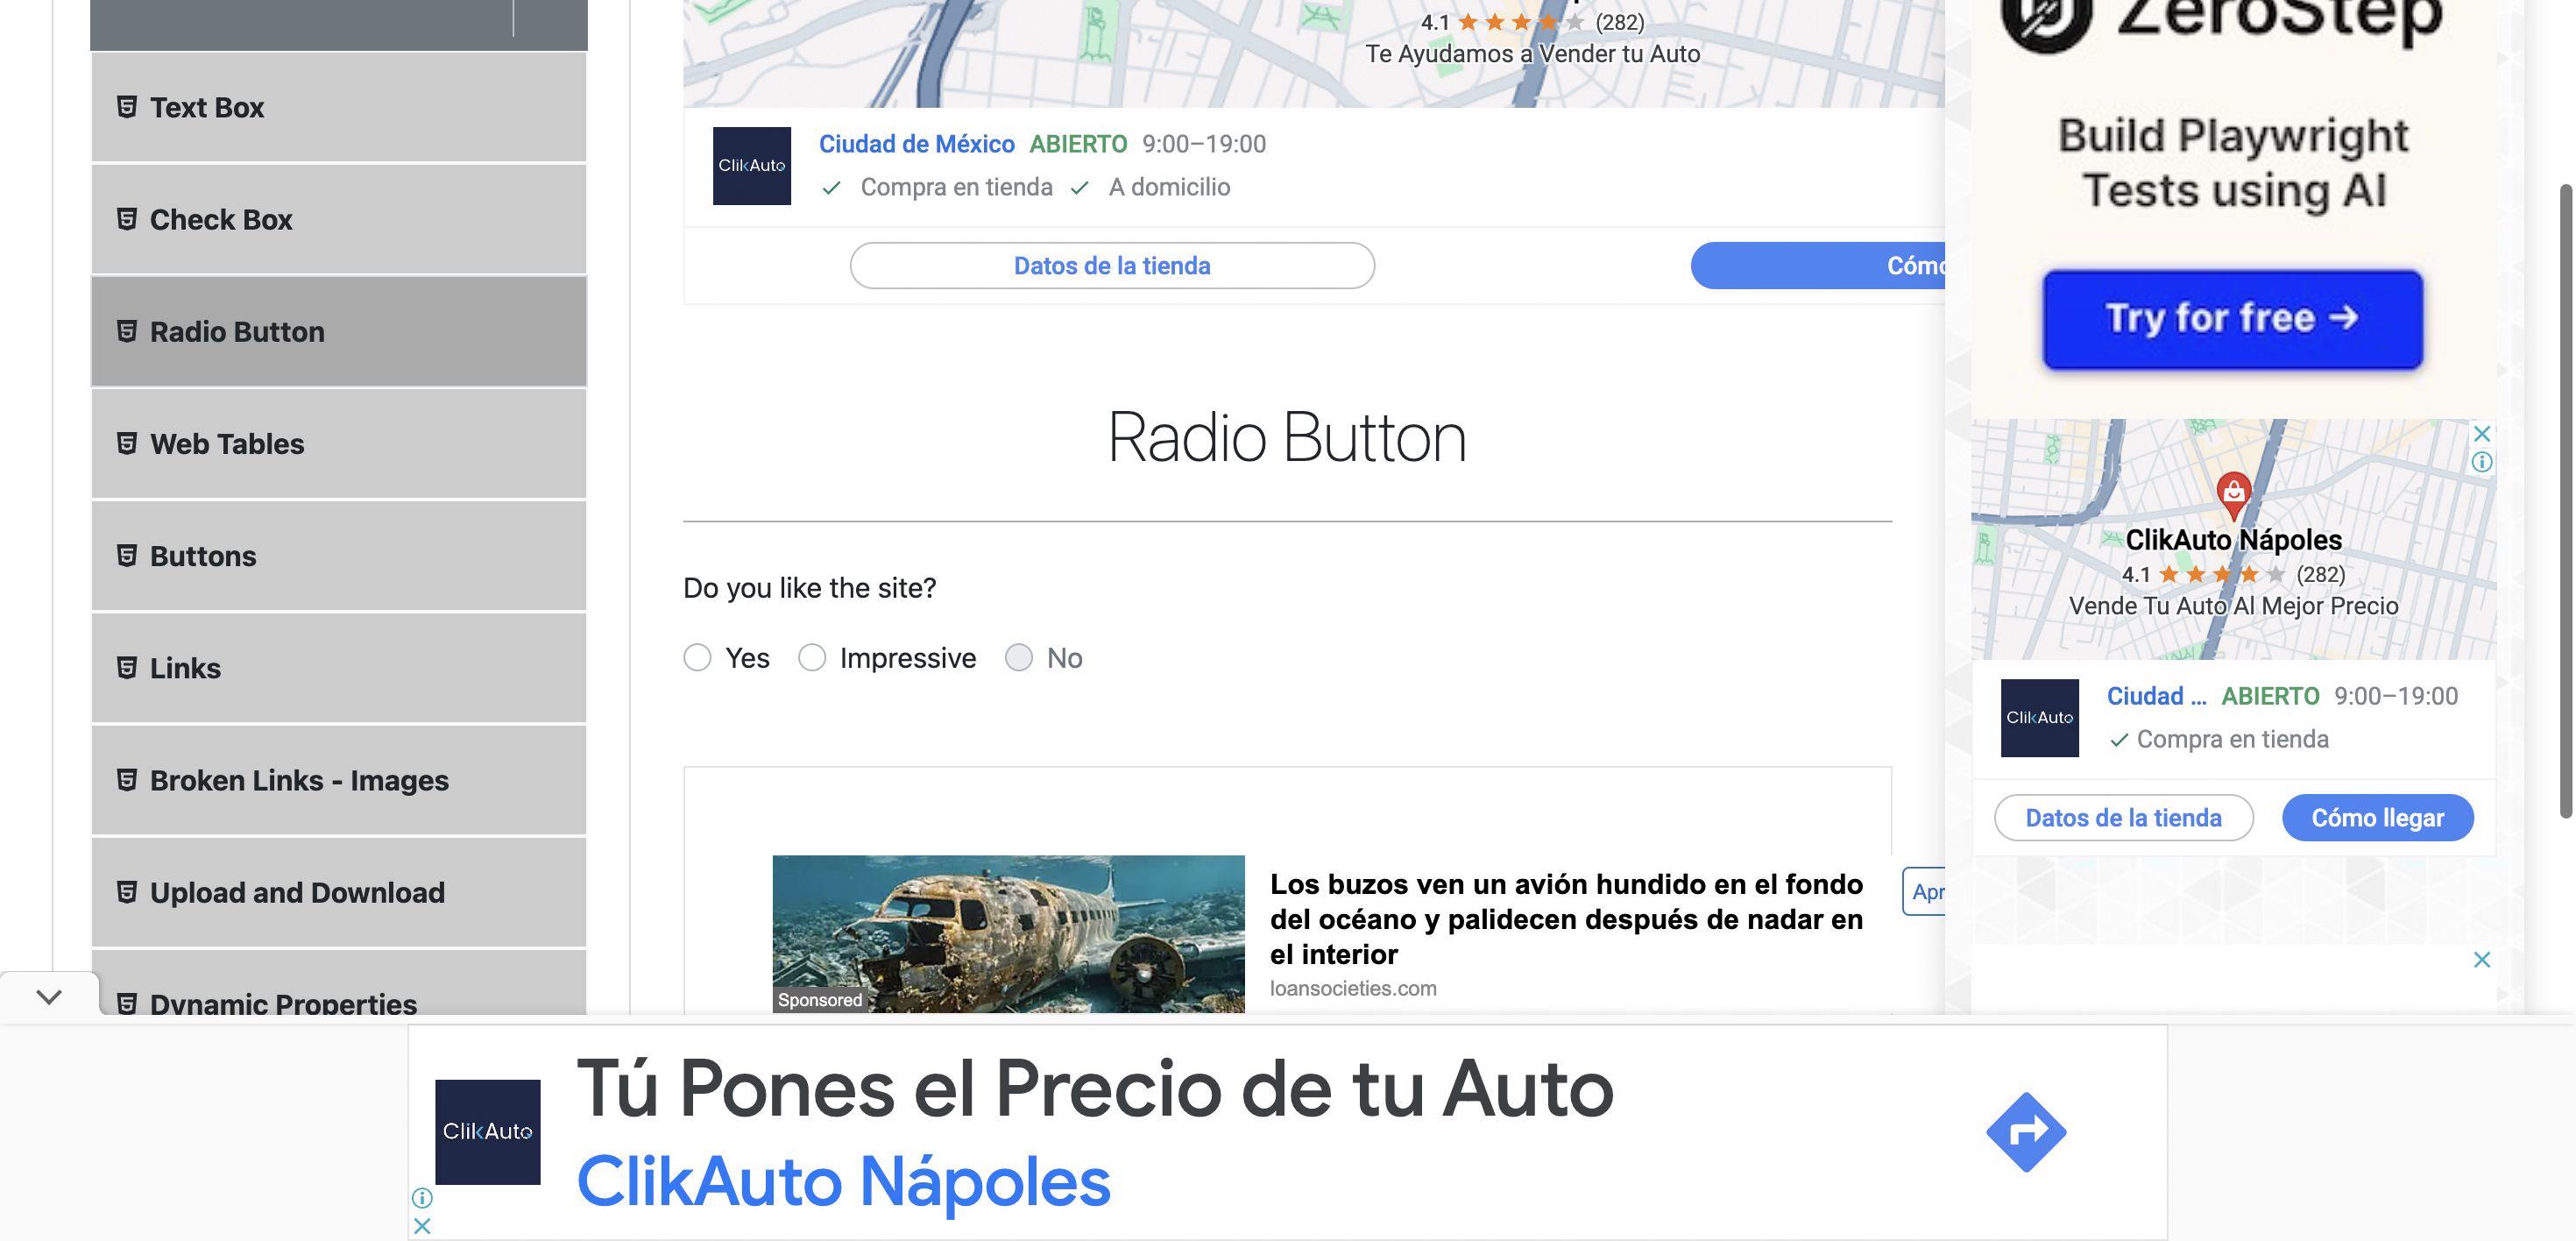 Text Box
Check Box
Radio Button
Web Tables
Buttons
Links
Broken Links - Images
Upload and Download
Dynamic Properties
4.1 (282)
Te Ayudamos a Vender tu Auto
ClikAuto
Ciudad de México ABIERTO 9:00–19:00
Compra en tienda A domicilio
Datos de la tienda
Radio Button
Do you like the site?
Yes Impressive No
Sponsored
Los buzos ven un avión hundido en el fondo
del océano y palidecen después de nadar en
el interior
loansocieties.com
ZeroStep
Build Playwright
Tests using AI
Try for free →
ClikAuto Nápoles
4.1 (282)
Vende Tu Auto Al Mejor Precio
ClikAuto
Ciudad ... ABIERTO 9:00–19:00
Compra en tienda
Datos de la tienda
Cómo llegar
ClikAuto
Tú Pones el Precio de tu Auto
ClikAuto Nápoles